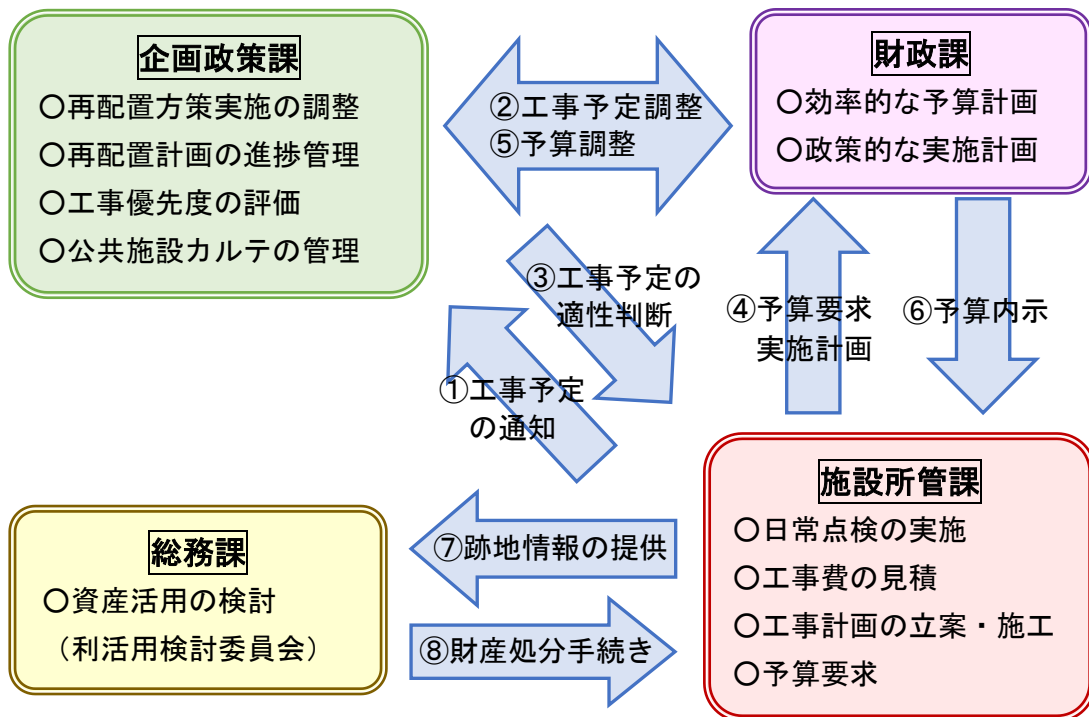 企画政策課
〇再配置方策実施の調整
〇再配置計画の進捗管理
〇工事優先度の評価
〇公共施設カルテの管理
②工事予定調整
⑤予算調整
財政課
〇効率的な予算計画
〇政策的な実施計画
③工事予定の
適性判断
①工事予定
の通知
④予算要求
実施計画
⑥予算内示
総務課
〇資産活用の検討
（利活用検討委員会）
⑦跡地情報の提供
⑧財産処分手続き
施設所管課
〇日常点検の実施
〇工事費の見積
〇工事計画の立案・施工
〇予算要求